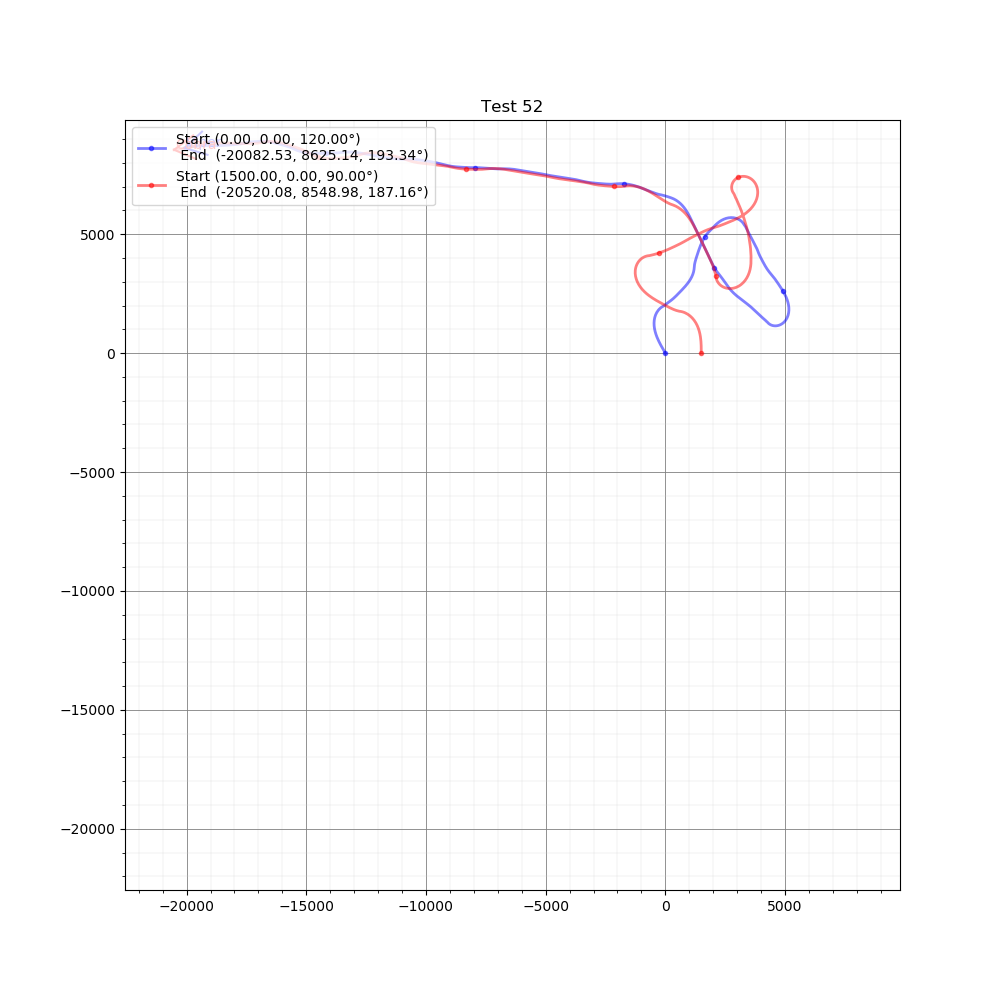 Test 52
Start (0.00, 0.00, 120.00°)
End (-20082.53, 8625.14, 193.34°)
Start (1500.00, 0.00, 90.00°)
End (-20520.08, 8548.98, 187.16°)
5000
0
−5000
−10000
−15000
−20000
−20000 −15000 −10000 −5000 0 5000